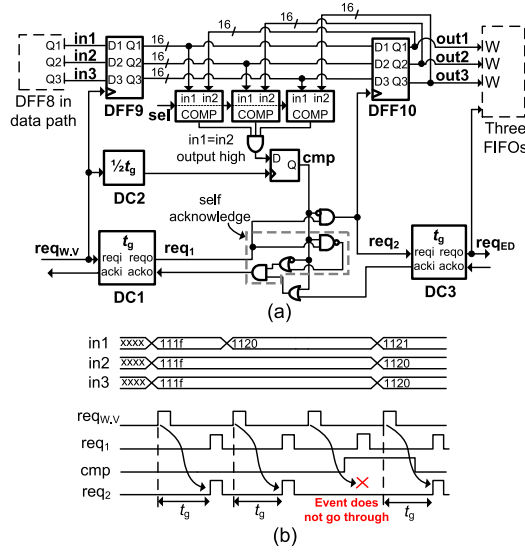 16 16
Q1 in1 D1 Q1 16 D1 Q1 out1 W
Q2 in2 D2 Q2 16 D2 Q2 out2 W
Q3 in3 D3 Q3 16 D3 Q3 out3 W
DFF8 in data path
DFF9
DFF10
Three FIFOs
sel
in1 in2 in1 in2 in1 in2
COMP COMP COMP
in1=in2 output high
D Q cmp
½tg
DC2
self acknowledge
reqW.V
tg
reqi reqo
acki acko
DC1
req1
req2
tg
reqi reqo
acki acko
DC3
reqED
(a)
in1 xxxx 111f 1120 1121
in2 xxxx 111f 1120
in3 xxxx 111f 1120
reqW.V
req1
cmp
req2
tg tg Event does not go through tg
(b)